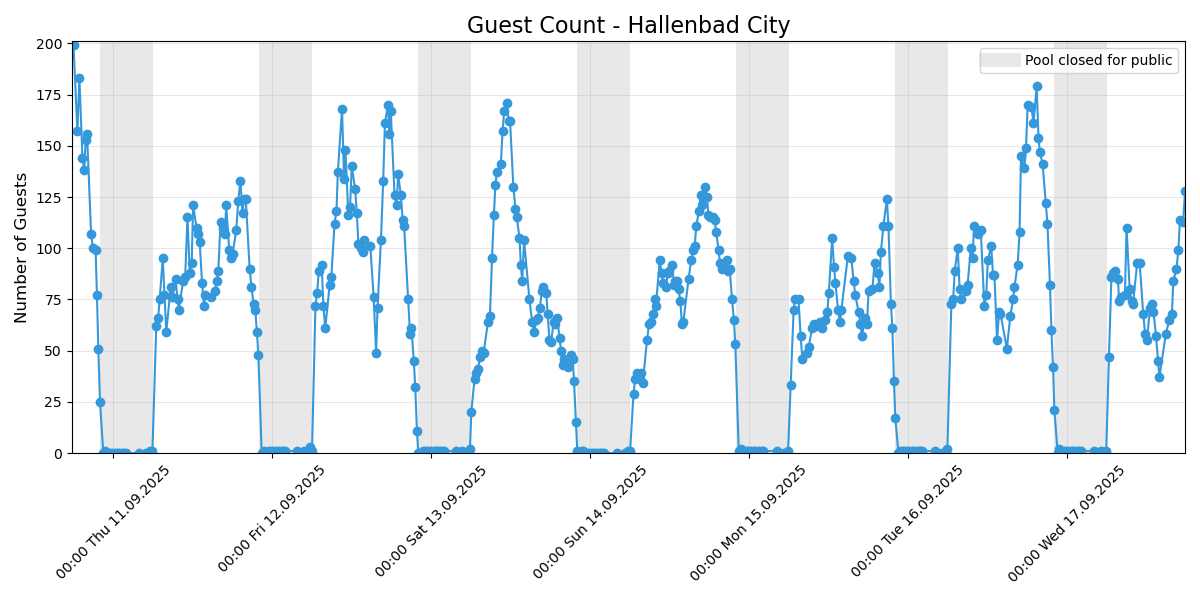 Guest Count - Hallenbad City
Pool closed for public
Number of Guests
200
175
150
125
100
75
50
25
0
00:00 Thu 11.09.2025
00:00 Fri 12.09.2025
00:00 Sat 13.09.2025
00:00 Sun 14.09.2025
00:00 Mon 15.09.2025
00:00 Tue 16.09.2025
00:00 Wed 17.09.2025